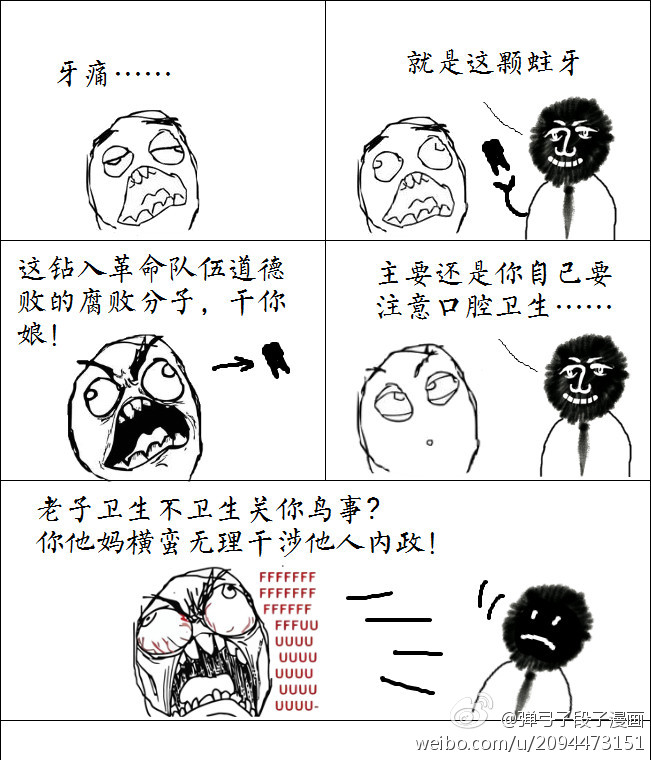 牙痛……
就是这颗蛀牙
这钻入革命队伍道德
败的腐败分子，干你
娘！
主要还是你自己要
注意口腔卫生……
老子卫生不卫生关你鸟事？
你他妈横蛮无理干涉他人内政！
FFFFFFF
FFFFFFF
FFFFFF
FFFUU
UUUU
UUUU
UUUU
UUUU
UUUU-
@弹弓子段子漫画
weibo.com/u/2094473151